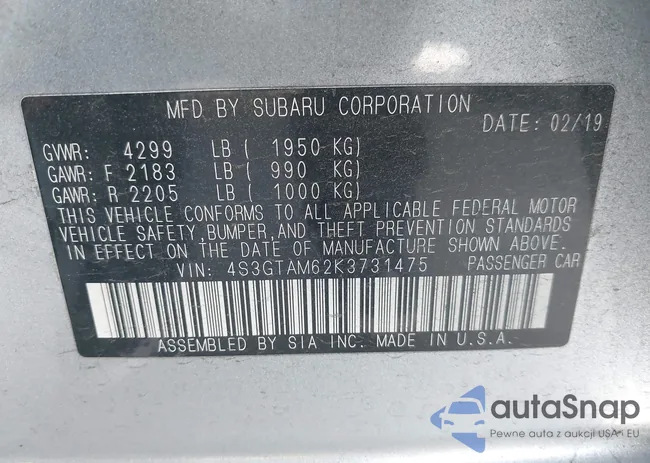 MFD BY SUBARU CORPORATION
DATE: 02/19
GVWR: 4299 LB ( 1950 KG)
GAWR: F 2183 LB ( 990 KG)
GAWR: R 2205 LB ( 1000 KG)
THIS VEHICLE CONFORMS TO ALL APPLICABLE FEDERAL MOTOR
VEHICLE SAFETY, BUMPER, AND THEFT PREVENTION STANDARDS
IN EFFECT ON THE DATE OF MANUFACTURE SHOWN ABOVE.
VIN: 4S3GTAM62K3731475 PASSENGER CAR
ASSEMBLED BY SIA INC. MADE IN U.S.A.
autoSnap
Pewne auta z aukcji USA i EU